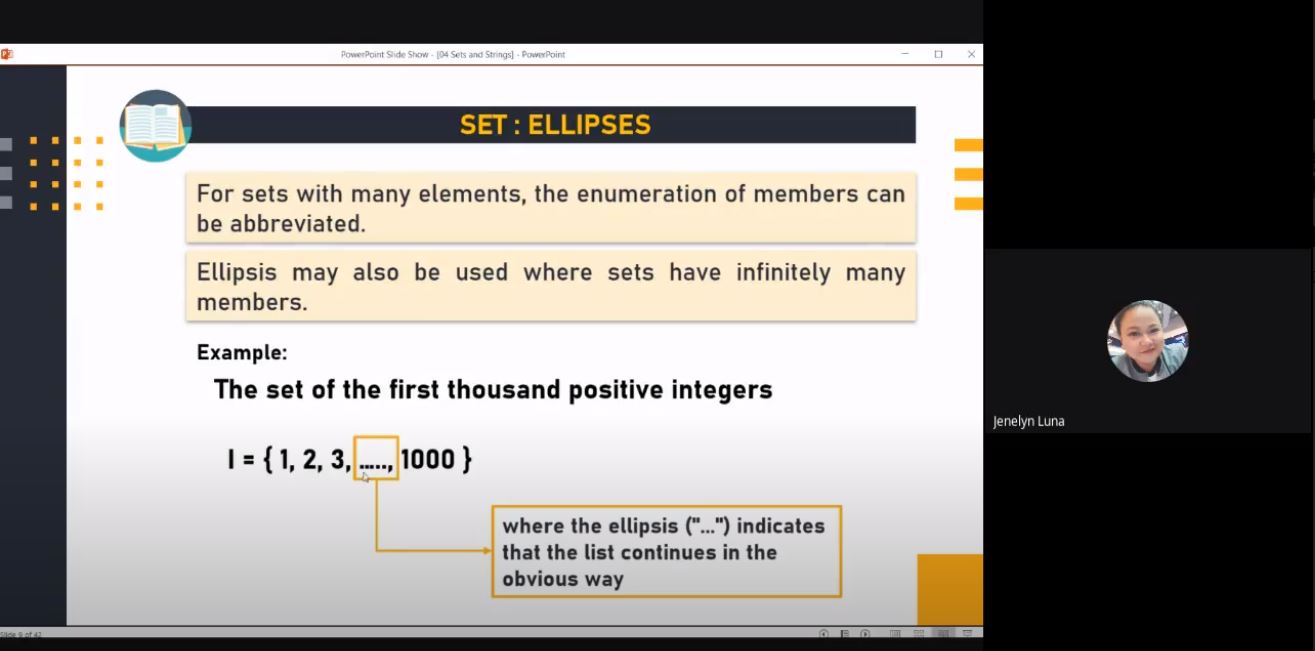 PowerPoint Slide Show - [04 Sets and Strings] - PowerPoint
SET : ELLIPSES
For sets with many elements, the enumeration of members can
be abbreviated.
Ellipsis may also be used where sets have infinitely many
members.
Example:
The set of the first thousand positive integers
I = { 1, 2, 3, ....., 1000 }
where the ellipsis ("...") indicates
that the list continues in the
obvious way
Jenelyn Luna
Slide 9 of 42